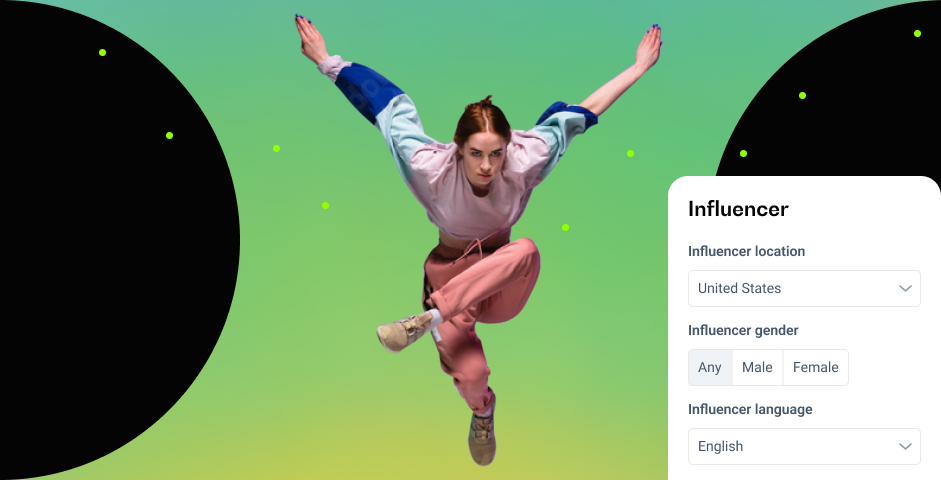 Influencer
Influencer location
United States
Influencer gender
Any Male Female
Influencer language
English